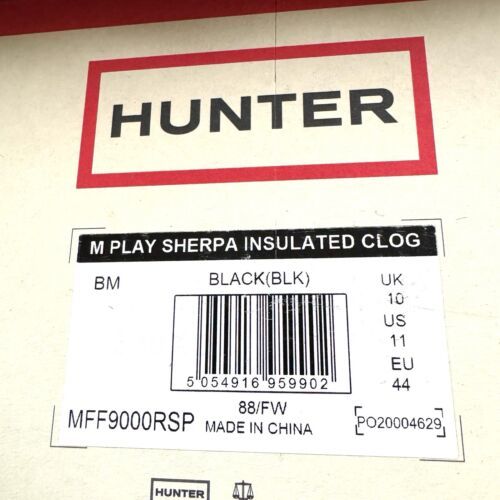 HUNTER
M PLAY SHERPA INSULATED CLOG
BM
BLACK(BLK)
UK
10
US
11
EU
44
5 054916 959902
88/FW
MADE IN CHINA
MFF9000RSP
PO20004629
HUNTER